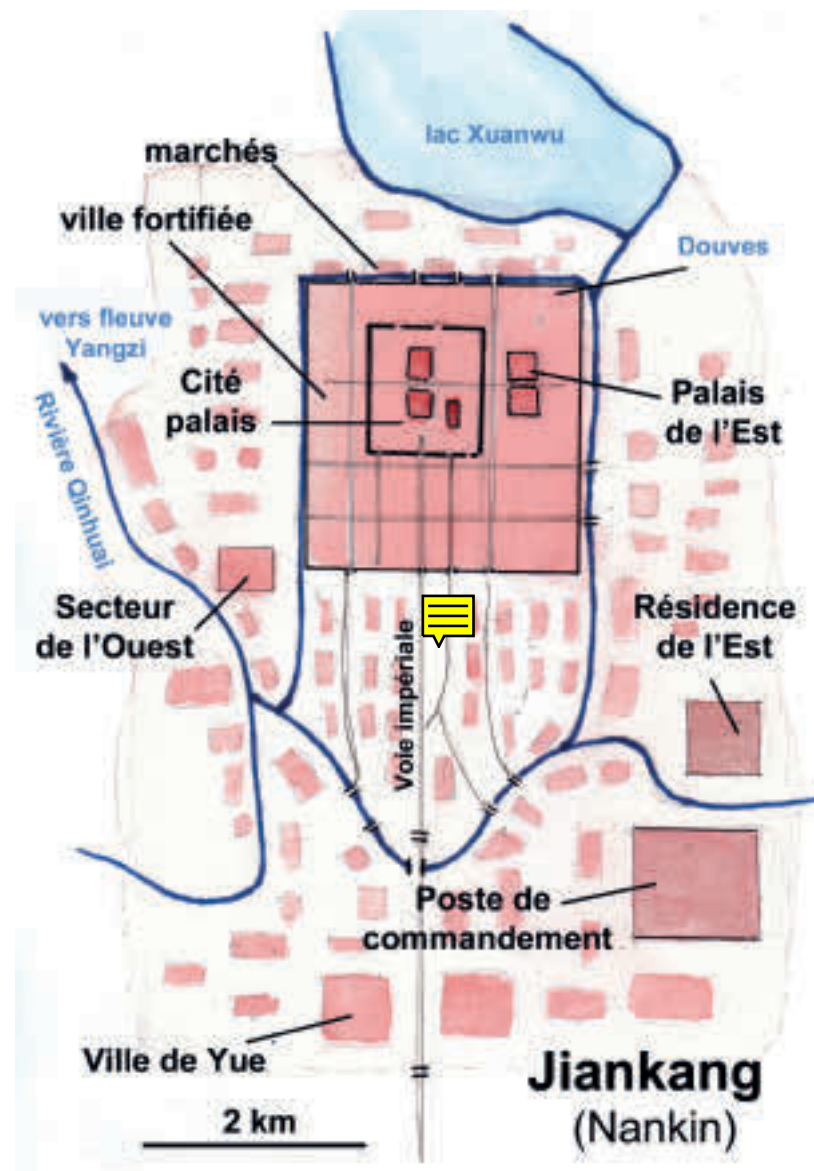 lac Xuanwu
marchés
ville fortifiée
Douves
vers fleuve
Yangzi
Cité
palais
Palais
de l'Est
Rivière Qinhuai
Secteur
de l'Ouest
Voie impériale
Résidence
de l'Est
Poste de
commandement
Ville de Yue
Jiankang
(Nankin)
2 km